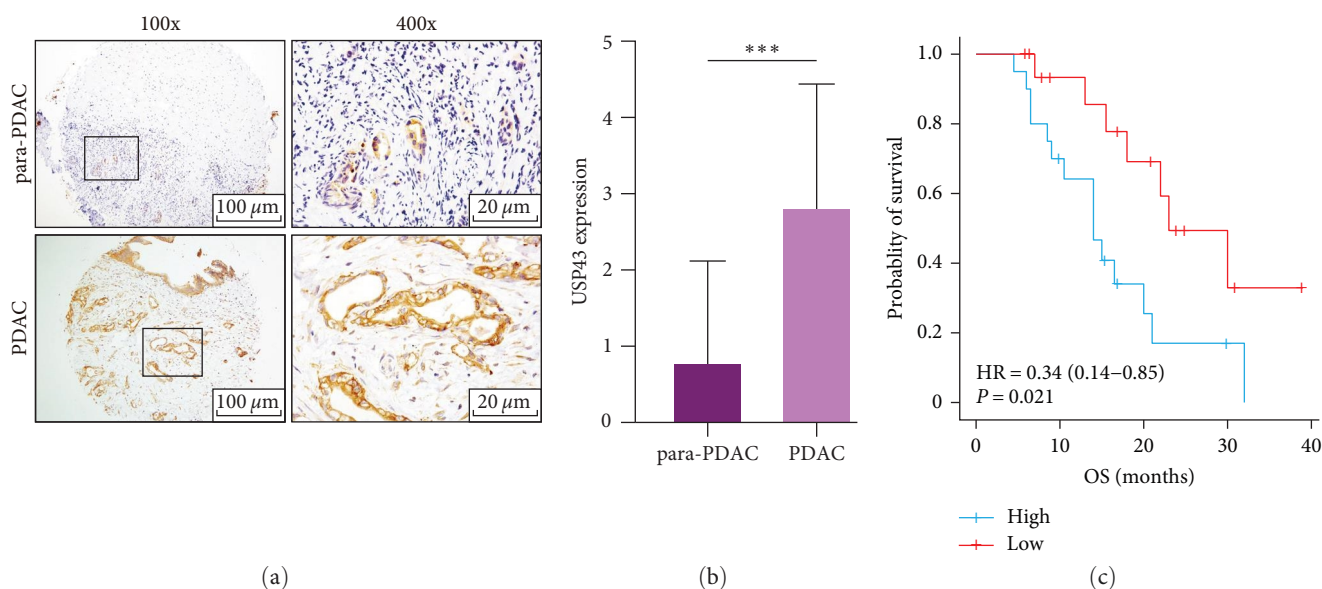 100x
400x
para-PDAC
100 μm
20 μm
PDAC
100 μm
20 μm
(a)
USP43 expression
5
4
3
2
1
0
***
para-PDAC
PDAC
(b)
Probablity of survival
1.0
0.8
0.6
0.4
0.2
0
HR = 0.34 (0.14–0.85)
P = 0.021
0
10
20
30
40
OS (months)
High
Low
(c)